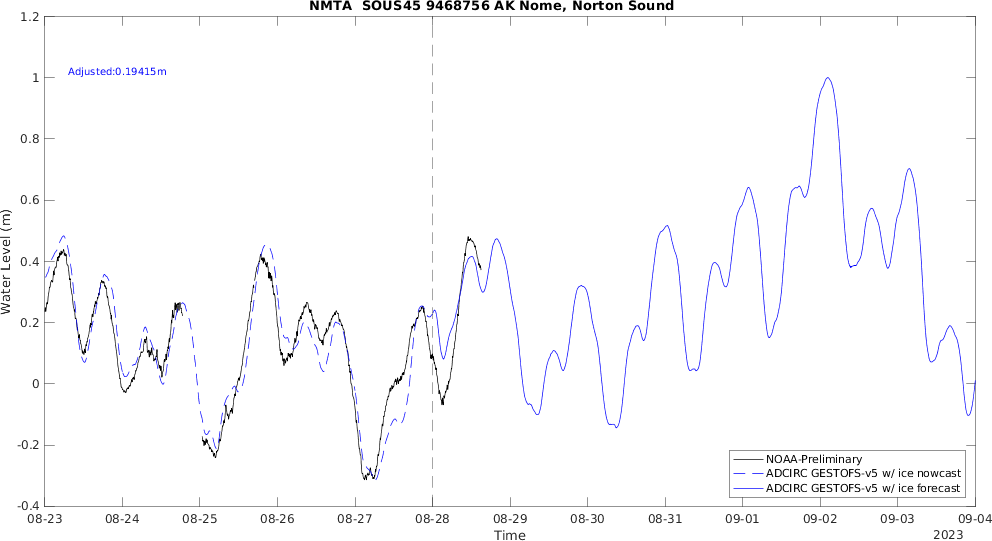 NMTA  SOUS45 9468756 AK Nome, Norton Sound
1.2
1
0.8
0.6
0.4
0.2
0
-0.2
-0.4
Water Level (m)
Adjusted:0.19415m
NOAA-Preliminary
ADCIRC GESTOFS-v5 w/ ice nowcast
ADCIRC GESTOFS-v5 w/ ice forecast
08-23 08-24 08-25 08-26 08-27 08-28 08-29 08-30 08-31 09-01 09-02 09-03 09-04
Time
2023